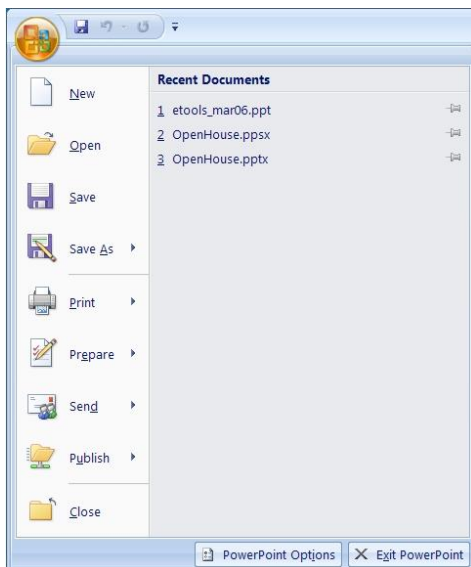 New
Open
Save
Save As
Print
Prepare
Send
Publish
Close
Recent Documents
1 etools_mar06.ppt
2 OpenHouse.ppsx
3 OpenHouse.pptx
PowerPoint Options
Exit PowerPoint